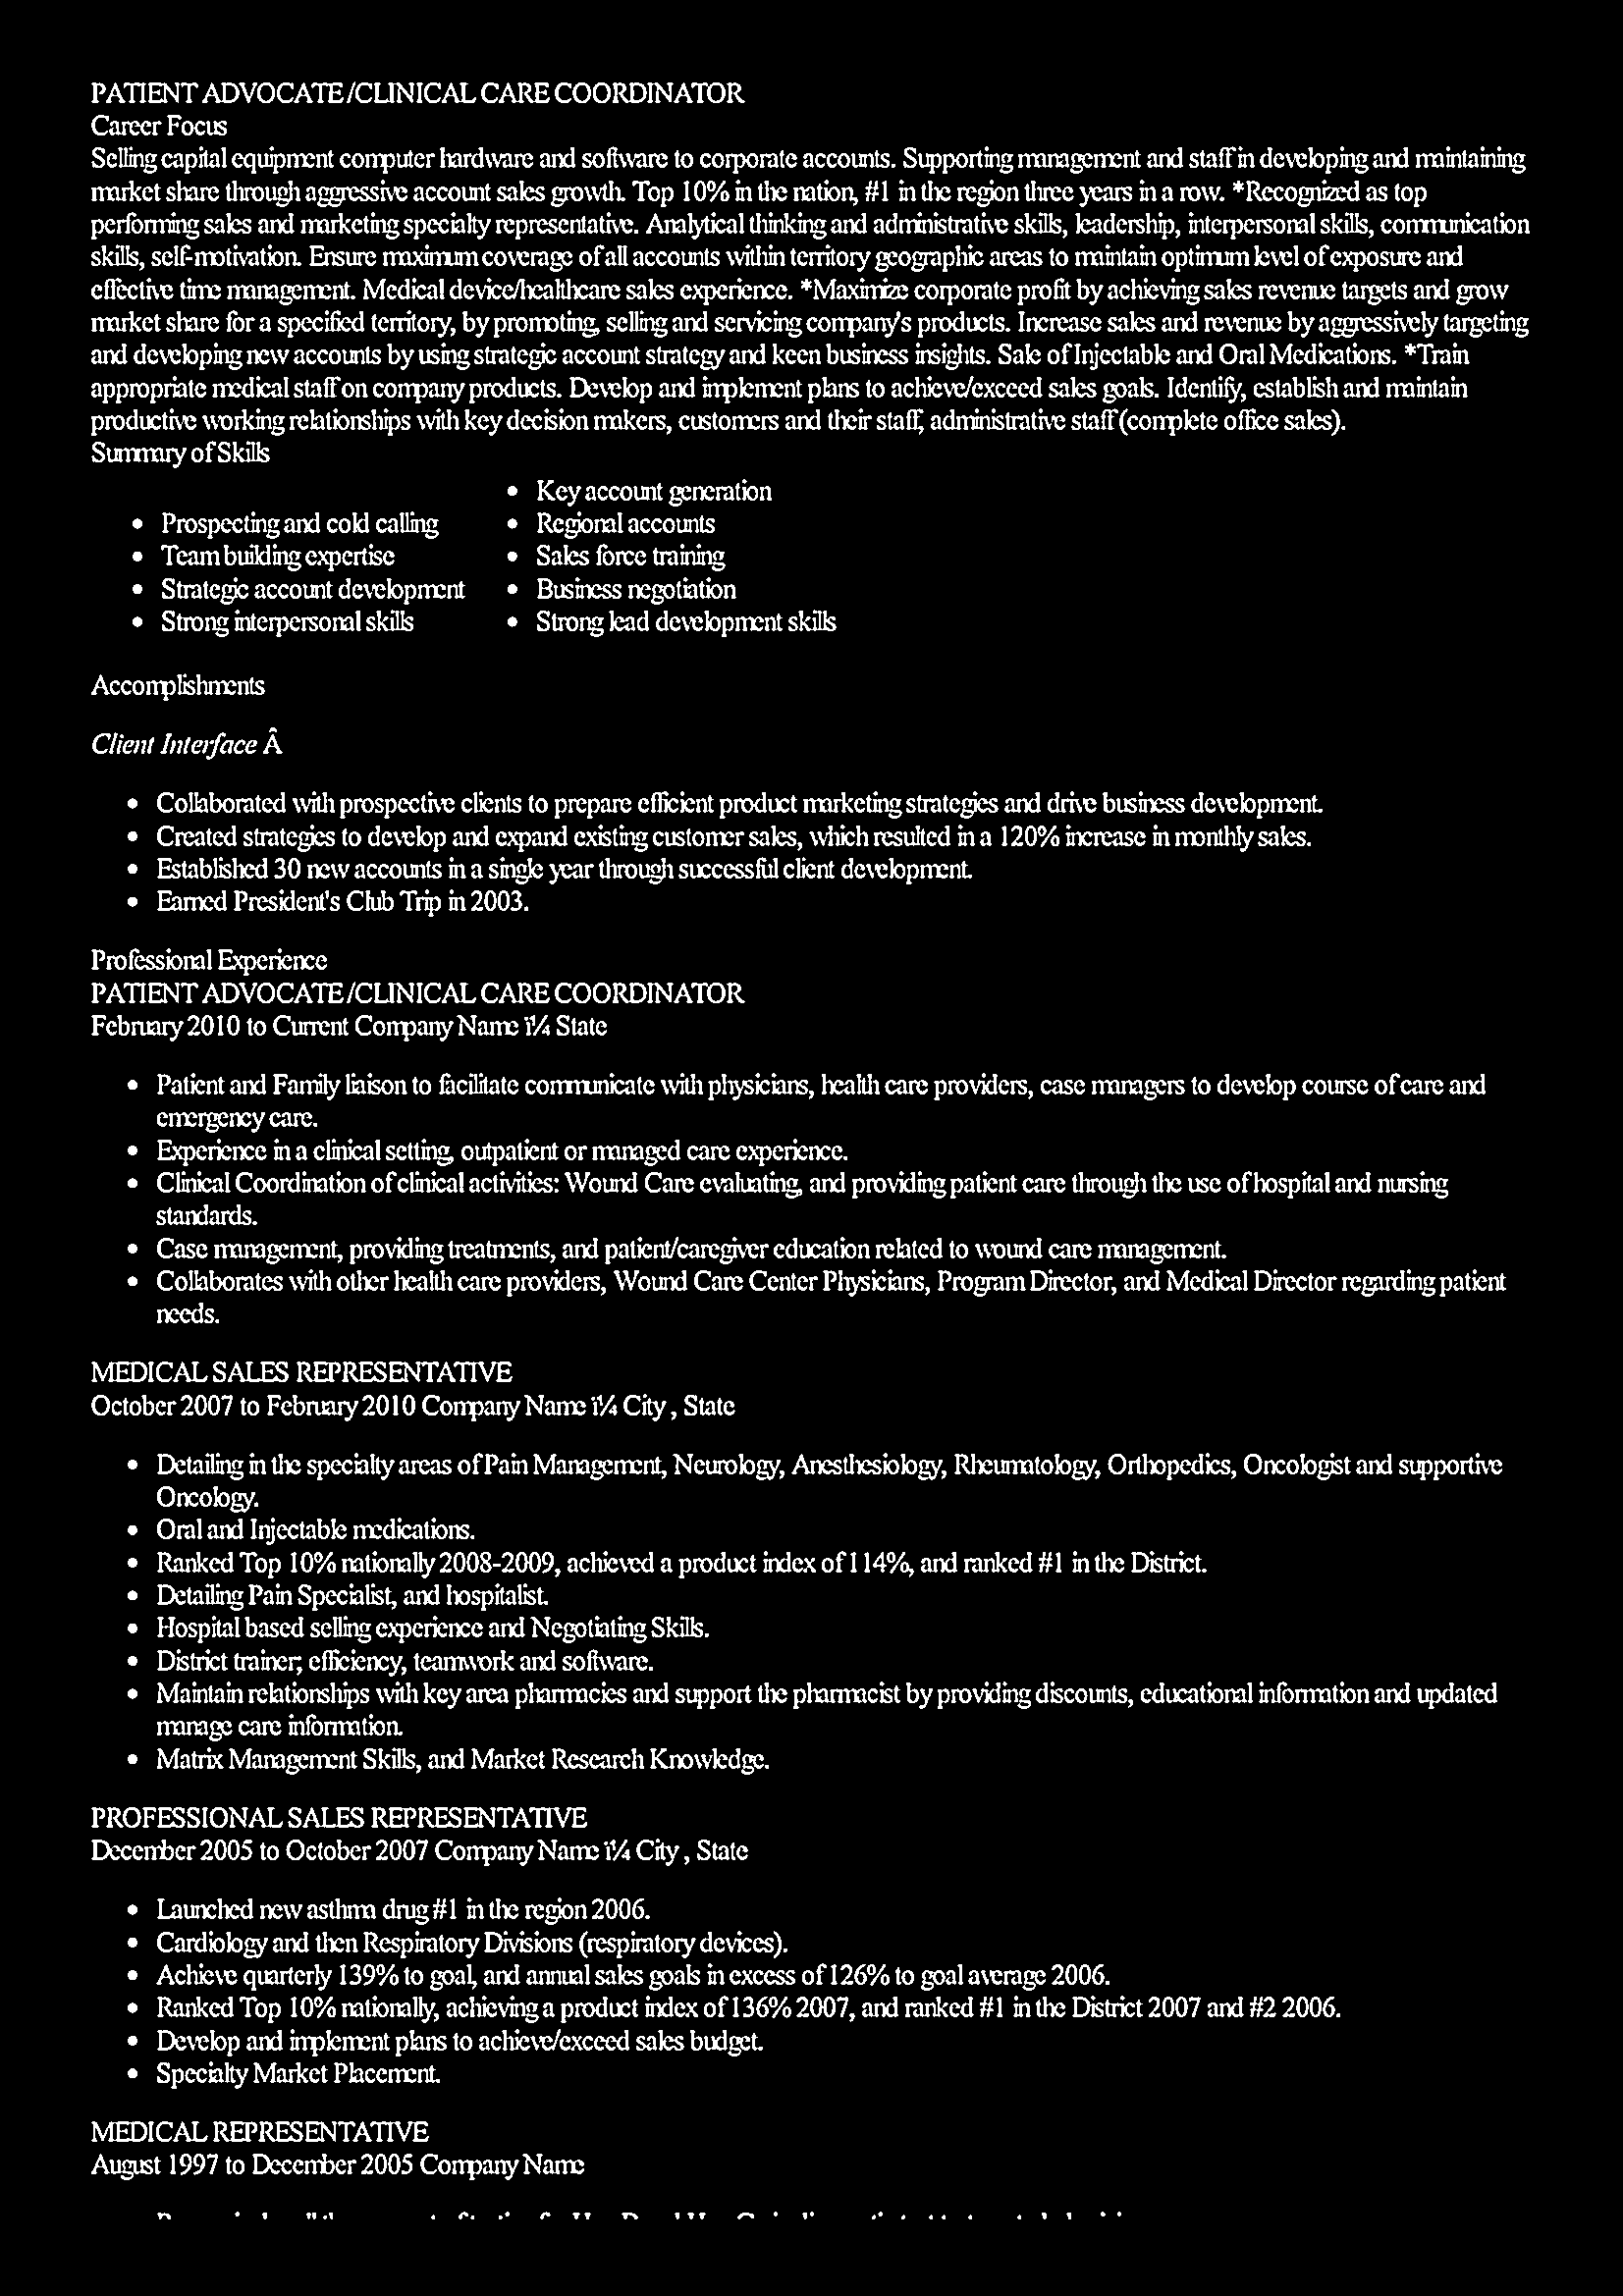 PATIENT ADVOCATE/CLINICAL CARE COORDINATOR
Career Focus
Selling capital equipment computer hardware and software to corporate accounts. Supporting management and staff in developing and maintaining
market share through aggressive account sales growth. Top 10% in the nation, #1 in the region three years in a row. *Recognized as top
performing sales and marketing specialty representative. Analytical thinking and administrative skills, leadership, interpersonal skills, communication
skills, self-motivation. Ensure maximum coverage of all accounts within territory geographic areas to maintain optimum level of exposure and
effective time management. Medical device/healthcare sales experience. *Maximize corporate profit by achieving sales revenue targets and grow
market share for a specified territory, by promoting, selling and servicing company's products. Increase sales and revenue by aggressively targeting
and developing new accounts by using strategic account strategy and keen business insights. Sale of Injectable and Oral Medications. *Train
appropriate medical staff on company products. Develop and implement plans to achieve/exceed sales goals. Identify, establish and maintain
productive working relationships with key decision makers, customers and their staff, administrative staff (complete office sales).
Summary of Skills
• Prospecting and cold calling
• Team building expertise
• Strategic account development
• Strong interpersonal skills
• Key account generation
• Regional accounts
• Sales force training
• Business negotiation
• Strong lead development skills
Accomplishments
Client Interface Â
• Collaborated with prospective clients to prepare efficient product marketing strategies and drive business development.
• Created strategies to develop and expand existing customer sales, which resulted in a 120% increase in monthly sales.
• Established 30 new accounts in a single year through successful client development.
• Earned President's Club Trip in 2003.
Professional Experience
PATIENT ADVOCATE/CLINICAL CARE COORDINATOR
February 2010 to Current Company Name ï¼ State
• Patient and Family liaison to facilitate communicate with physicians, health care providers, case managers to develop course of care and
emergency care.
• Experience in a clinical setting, outpatient or managed care experience.
• Clinical Coordination of clinical activities: Wound Care evaluating, and providing patient care through the use of hospital and nursing
standards.
• Case management, providing treatments, and patient/caregiver education related to wound care management.
• Collaborates with other health care providers, Wound Care Center Physicians, Program Director, and Medical Director regarding patient
needs.
MEDICAL SALES REPRESENTATIVE
October 2007 to February 2010 Company Name ï¼ City , State
• Detailing in the specialty areas of Pain Management, Neurology, Anesthesiology, Rheumatology, Orthopedics, Oncologist and supportive
Oncology.
• Oral and Injectable medications.
• Ranked Top 10% nationally 2008-2009, achieved a product index of 114%, and ranked #1 in the District.
• Detailing Pain Specialist, and hospitalist.
• Hospital based selling experience and Negotiating Skills.
• District trainer; efficiency, teamwork and software.
• Maintain relationships with key area pharmacies and support the pharmacist by providing discounts, educational information and updated
manage care information.
• Matrix Management Skills, and Market Research Knowledge.
PROFESSIONAL SALES REPRESENTATIVE
December 2005 to October 2007 Company Name ï¼ City , State
• Launched new asthma drug #1 in the region 2006.
• Cardiology and then Respiratory Divisions (respiratory devices).
• Achieve quarterly 139% to goal, and annual sales goals in excess of 126% to goal average 2006.
• Ranked Top 10% nationally, achieving a product index of 136% 2007, and ranked #1 in the District 2007 and #2 2006.
• Develop and implement plans to achieve/exceed sales budget.
• Specialty Market Placement.
MEDICAL REPRESENTATIVE
August 1997 to December 2005 Company Name